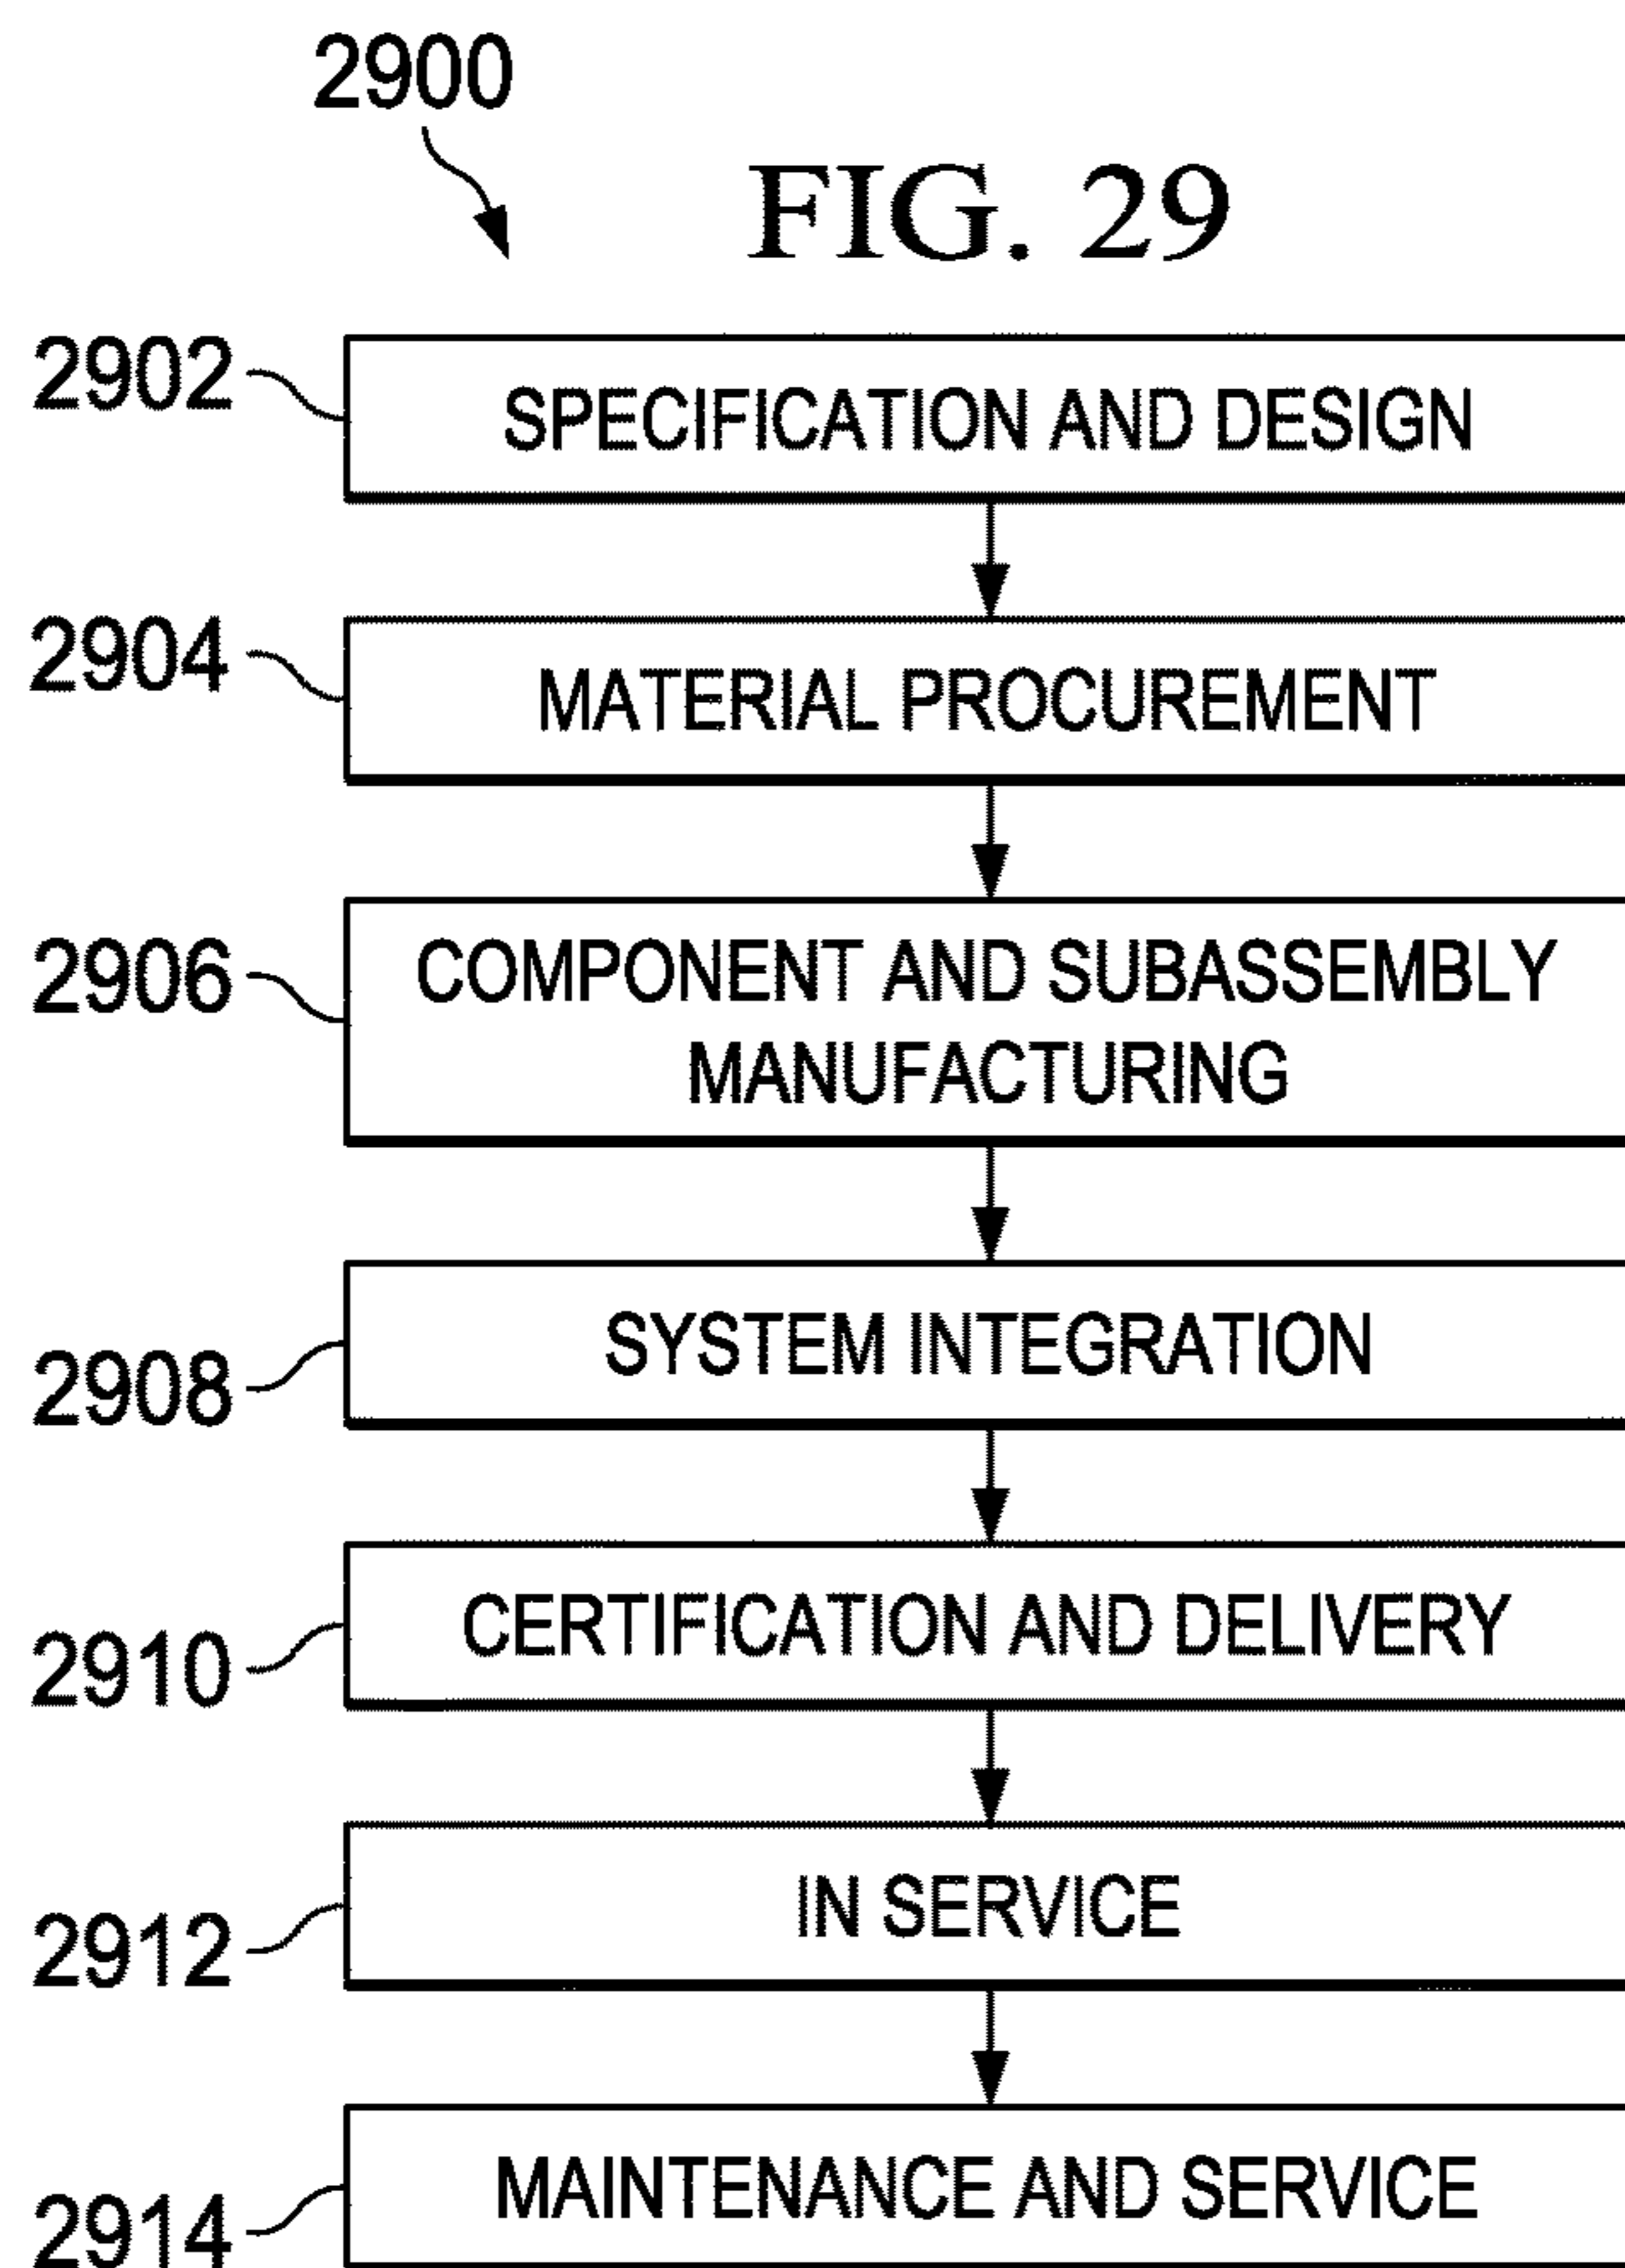 2900
FIG. 29
2902
SPECIFICATION AND DESIGN
2904
MATERIAL PROCUREMENT
2906
COMPONENT AND SUBASSEMBLY
MANUFACTURING
2908
SYSTEM INTEGRATION
2910
CERTIFICATION AND DELIVERY
2912
IN SERVICE
2914
MAINTENANCE AND SERVICE